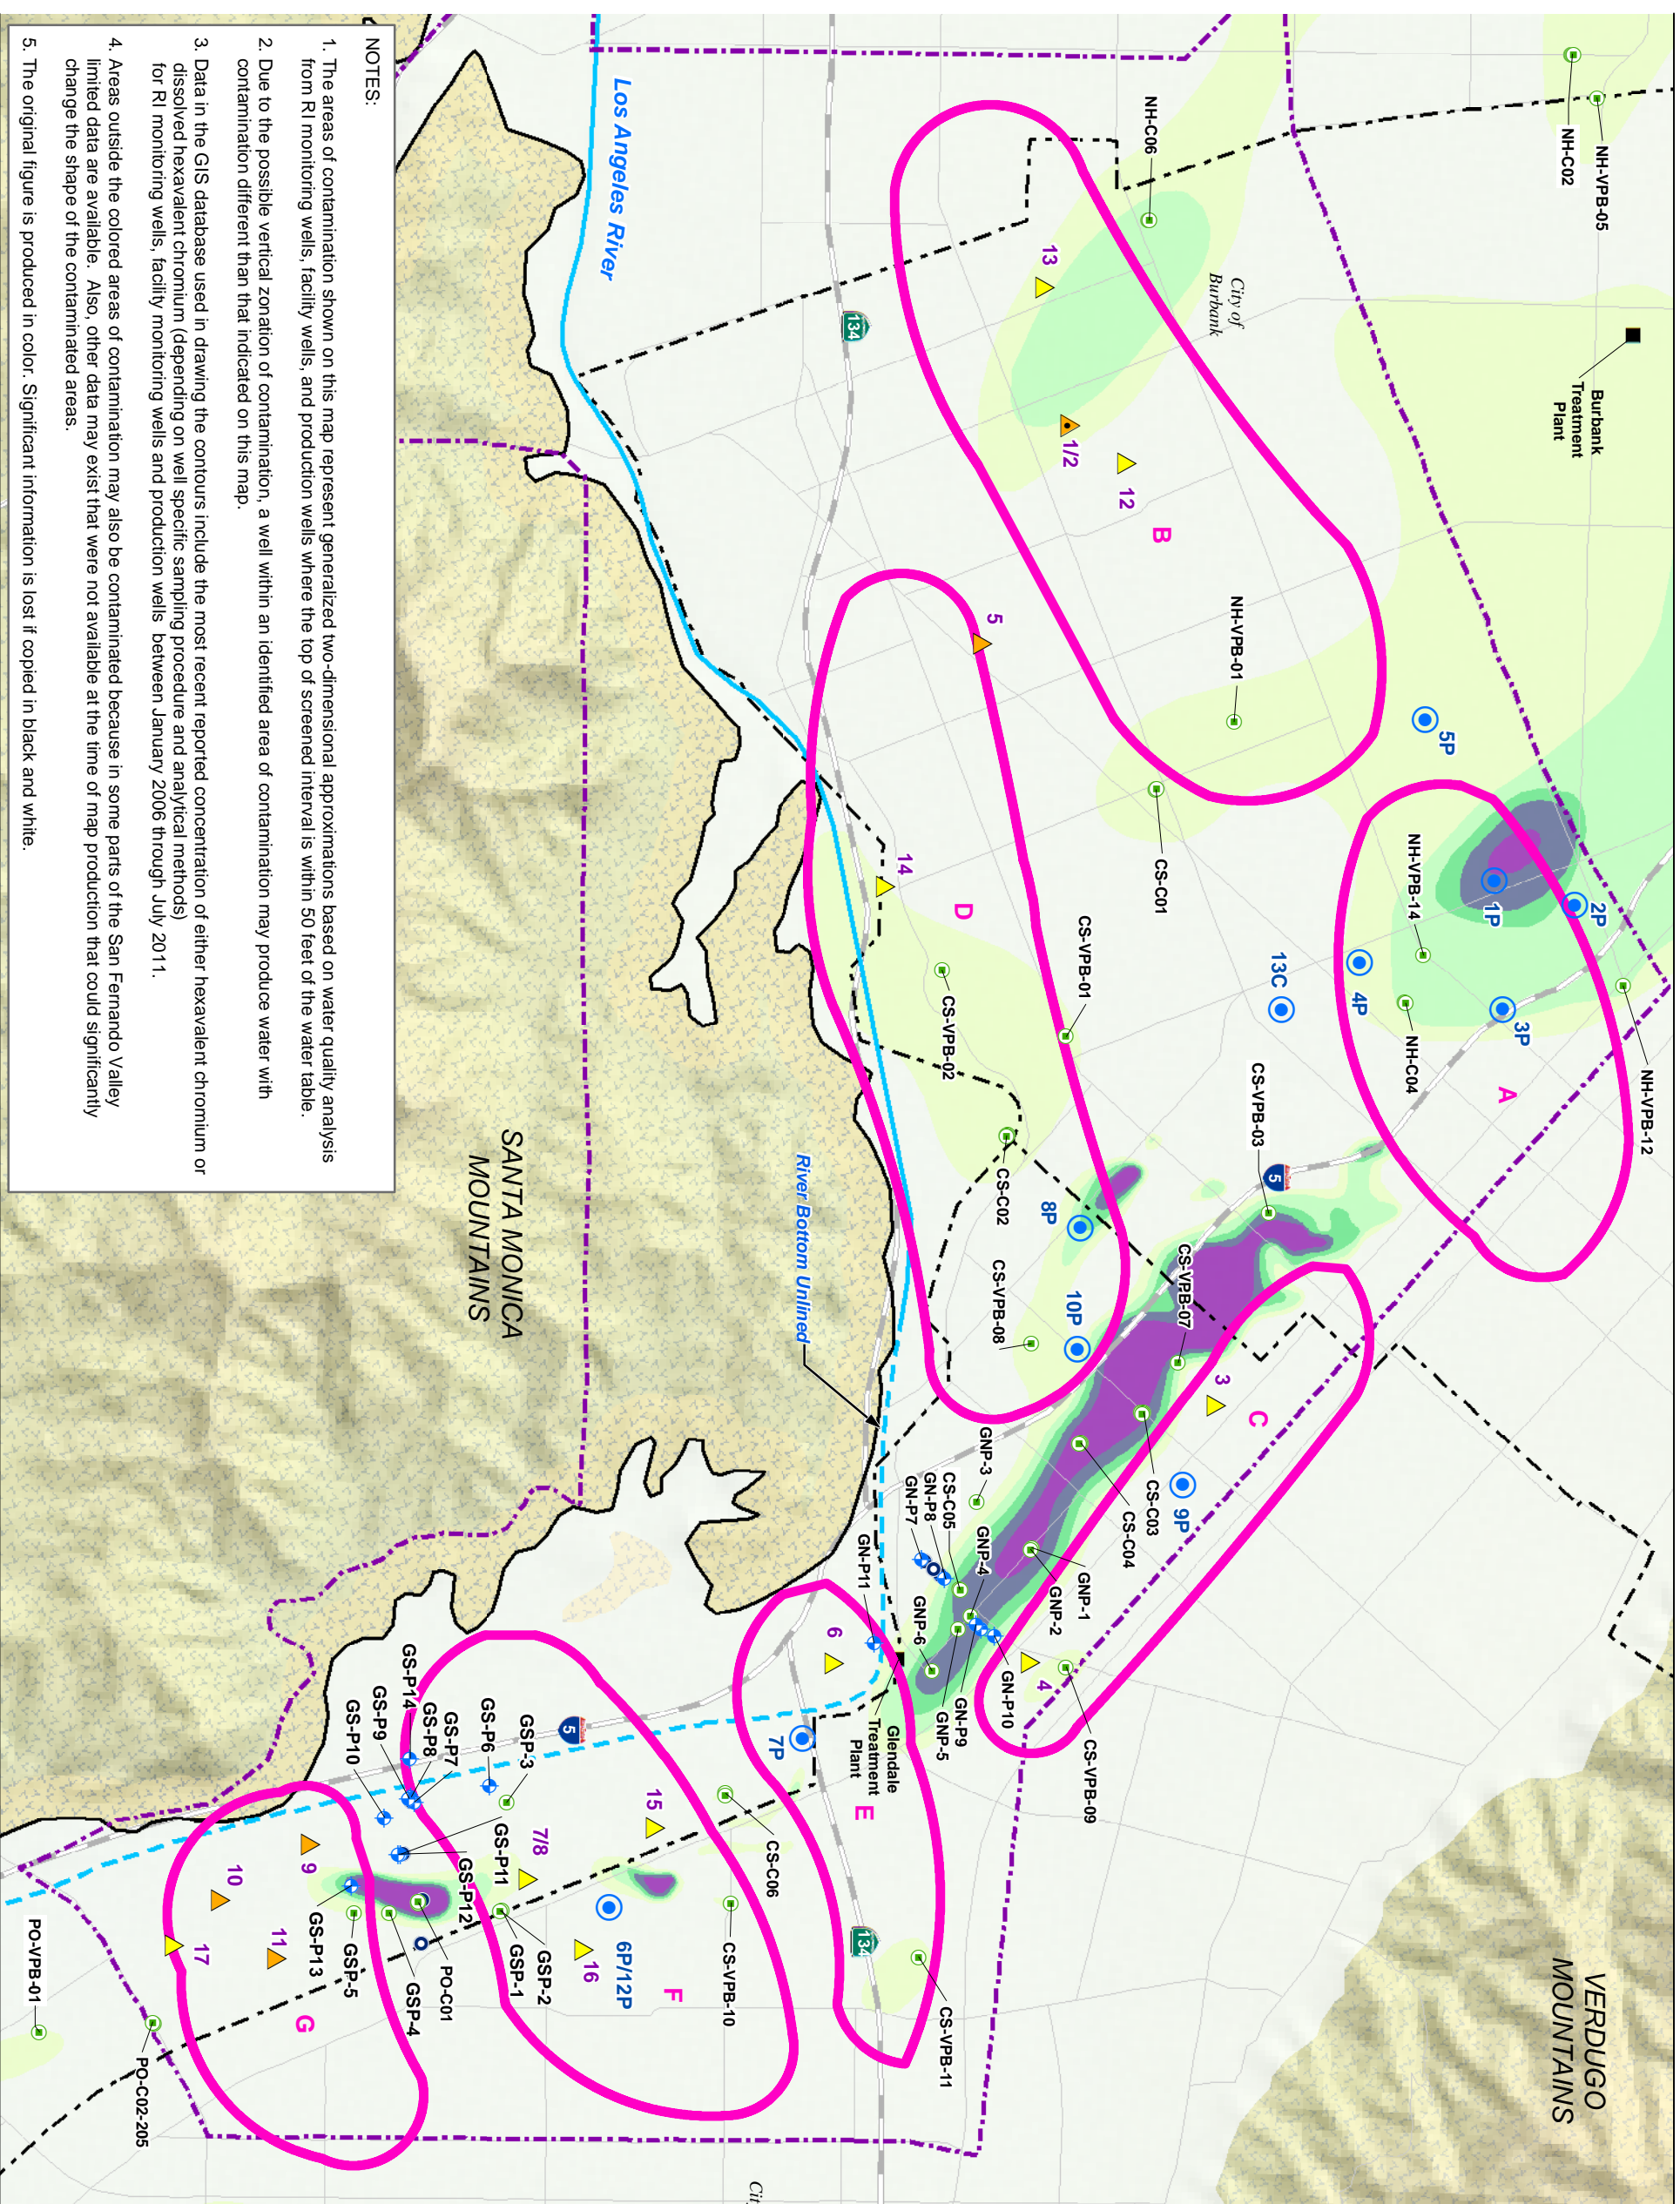 NH-VPB-05
NH-C02
Burbank
Treatment
Plant
NH-C06
City of
Burbank
13
1/2
12
B
NH-VPB-01
5P
CS-C01
NH-VPB-14
1P
2P
NH-VPB-12
3P
4P
NH-C04
A
13C
Los Angeles River
134
5
14
D
CS-VPB-01
CS-VPB-02
CS-VPB-03
5
CS-C02
8P
CS-VPB-07
CS-VPB-08
10P
3
C
CS-C03
9P
CS-C04
GNP-3
CS-C05
GN-P8
GN-P7
GNP-4
GNP-1
GNP-2
GN-P11
GNP-6
GN-P10
GN-P9
GNP-5
4
CS-VPB-09
River Bottom Unlined
SANTA MONICA
MOUNTAINS
VERDUGO
MOUNTAINS
6
7P
Glendale
Treatment
Plant
E
134
CS-VPB-11
GS-P14
GS-P9
GS-P10
GS-P8
GS-P7
GS-P6
GSP-3
5
15
CS-C06
7/8
GS-P11
GS-P12
6P/12P
16
F
CS-VPB-10
GSP-2
GSP-1
PO-C01
GSP-4
GSP-5
GS-P13
9
10
11
17
G
PO-VPB-01
PO-C02-205
Cit
NOTES:
1. The areas of contamination shown on this map represent generalized two-dimensional approximations based on water quality analysis
from RI monitoring wells, facility wells, and production wells where the top of screened interval is within 50 feet of the water table.
2. Due to the possible vertical zonation of contamination, a well within an identified area of contamination may produce water with
contamination different than that indicated on this map.
3. Data in the GIS database used in drawing the contours include the most recent reported concentration of either hexavalent chromium or
dissolved hexavalent chromium (depending on well specific sampling procedure and analytical methods)
for RI monitoring wells, facility monitoring wells and production wells between January 2006 through July 2011.
4. Areas outside the colored areas of contamination may also be contaminated because in some parts of the San Fernando Valley
limited data are available. Also, other data may exist that were not available at the time of map production that could significantly
change the shape of the contaminated areas.
5. The original figure is produced in color. Significant information is lost if copied in black and white.